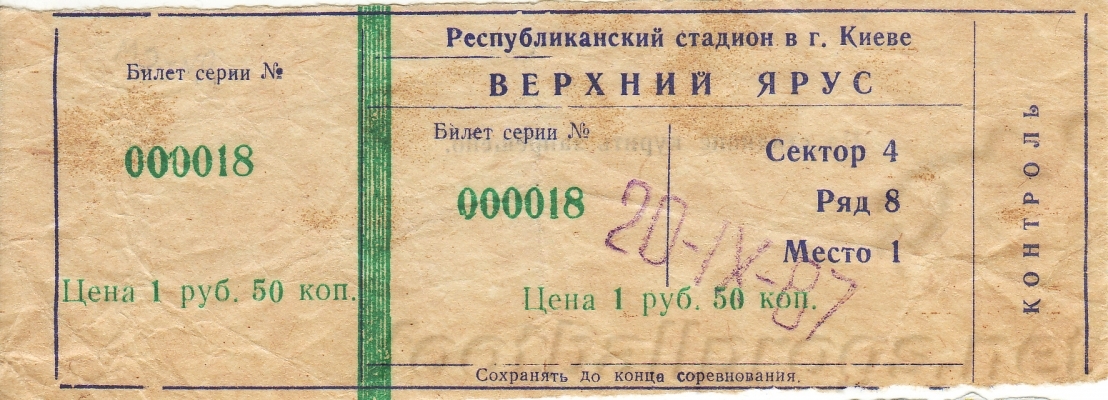 Билет серии №
000018
Цена 1 руб. 50 коп.
Республиканский стадион в г. Киеве
ВЕРХНИЙ ЯРУС
Билет серии №
000018
Сектор 4
Ряд 8
Место 1
20-IX-87
Цена 1 руб. 50 коп.
Сохранять до конца соревнования.
КОНТРОЛЬ